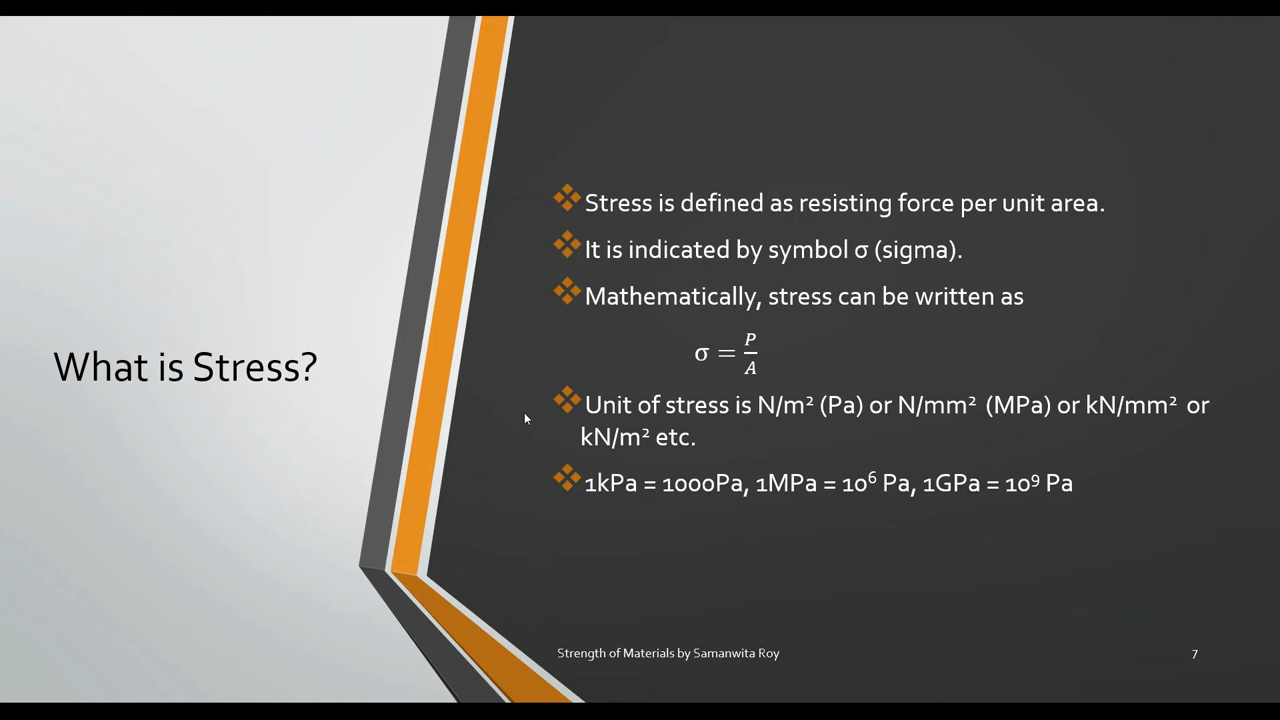 What is Stress?
Stress is defined as resisting force per unit area.
It is indicated by symbol σ (sigma).
Mathematically, stress can be written as
σ = P/A
Unit of stress is N/m² (Pa) or N/mm² (MPa) or kN/mm² or
kN/m² etc.
1kPa = 1000Pa, 1MPa = 10⁶ Pa, 1GPa = 10⁹ Pa
Strength of Materials by Samanwita Roy
7